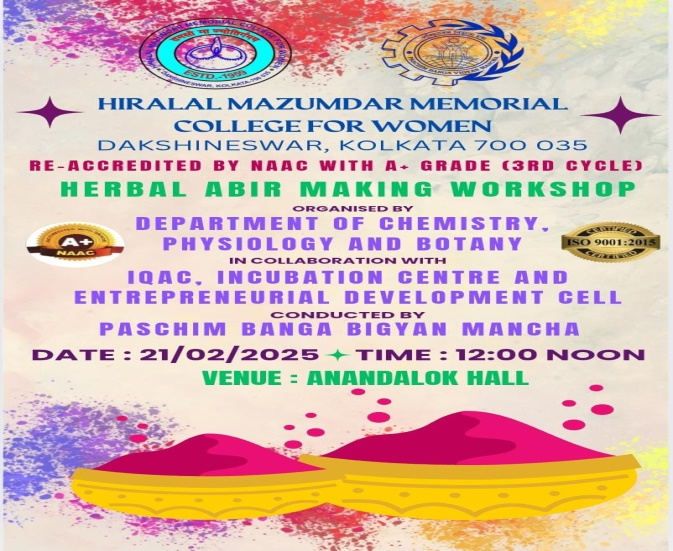 ESTD.-1959
HIRALAL MAZUMDAR MEMORIAL
COLLEGE FOR WOMEN
DAKSHINESWAR, KOLKATA 700 035
RE-ACCREDITED BY NAAC WITH A+ GRADE (3RD CYCLE)
HERBAL ABIR MAKING WORKSHOP
ORGANISED BY
DEPARTMENT OF CHEMISTRY,
PHYSIOLOGY AND BOTANY
A+
NAAC
CERTIFIED
ISO 9001:2015
CERTIFIED
IN COLLABORATION WITH
IQAC, INCUBATION CENTRE AND
ENTREPRENEURIAL DEVELOPMENT CELL
CONDUCTED BY
PASCHIM BANGA BIGYAN MANCHA
DATE : 21/02/2025 TIME : 12:00 NOON
VENUE : ANANDALOK HALL